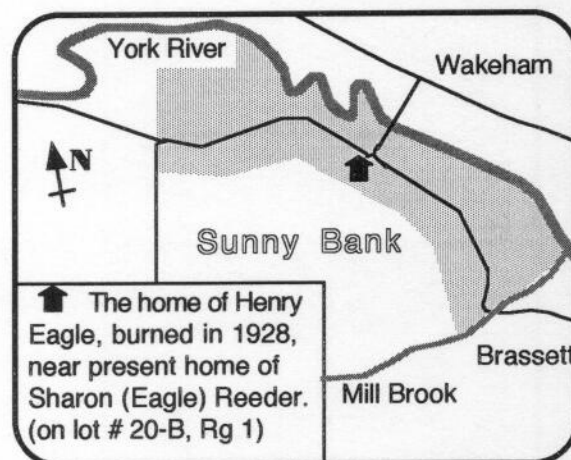 York River
Wakeham
N
Sunny Bank
The home of Henry
Eagle, burned in 1928,
near present home of
Sharon (Eagle) Reeder.
(on lot # 20-B, Rg 1)
Brassett
Mill Brook